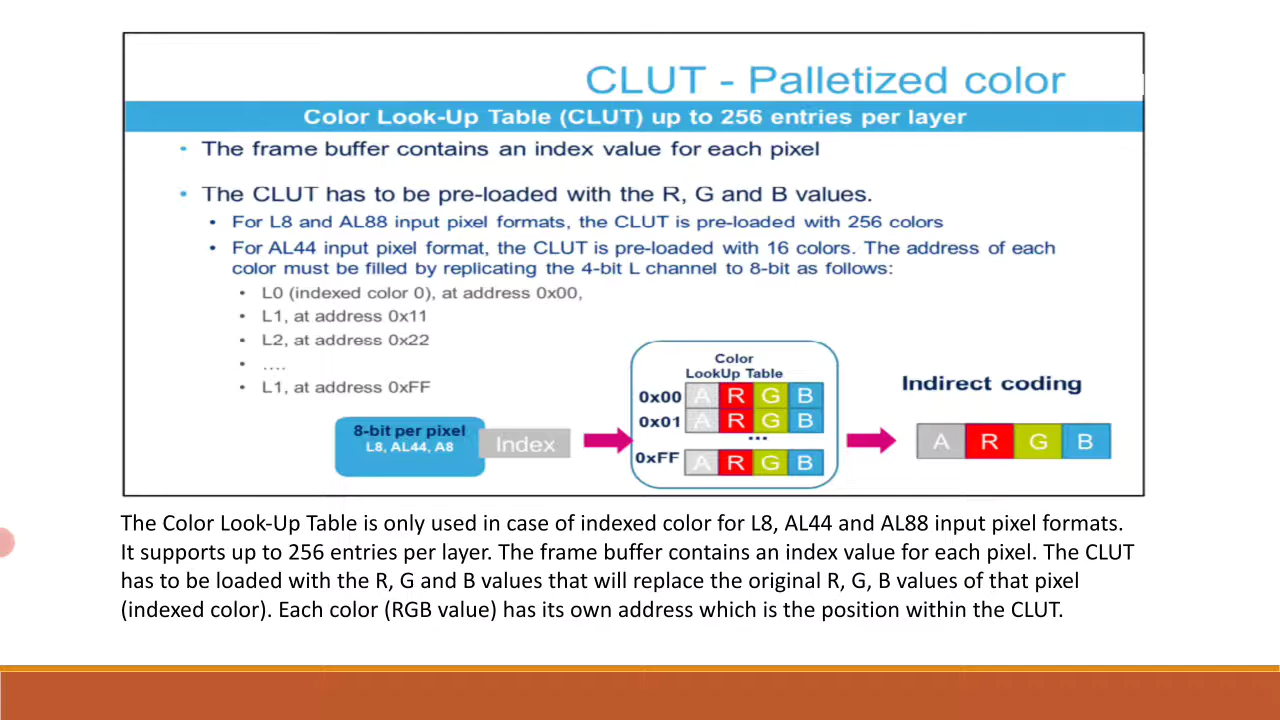 CLUT - Palletized color
Color Look-Up Table (CLUT) up to 256 entries per layer
• The frame buffer contains an index value for each pixel
• The CLUT has to be pre-loaded with the R, G and B values.
• For L8 and AL88 input pixel formats, the CLUT is pre-loaded with 256 colors
• For AL44 input pixel format, the CLUT is pre-loaded with 16 colors. The address of each
color must be filled by replicating the 4-bit L channel to 8-bit as follows:
• L0 (indexed color 0), at address 0x00,
• L1, at address 0x11
• L2, at address 0x22
• ....
• L1, at address 0xFF
8-bit per pixel
L8, AL44, A8
Index
Color
LookUp Table
0x00 A R G B
0x01 A R G B
...
0xFF A R G B
Indirect coding
A R G B
The Color Look-Up Table is only used in case of indexed color for L8, AL44 and AL88 input pixel formats.
It supports up to 256 entries per layer. The frame buffer contains an index value for each pixel. The CLUT
has to be loaded with the R, G and B values that will replace the original R, G, B values of that pixel
(indexed color). Each color (RGB value) has its own address which is the position within the CLUT.